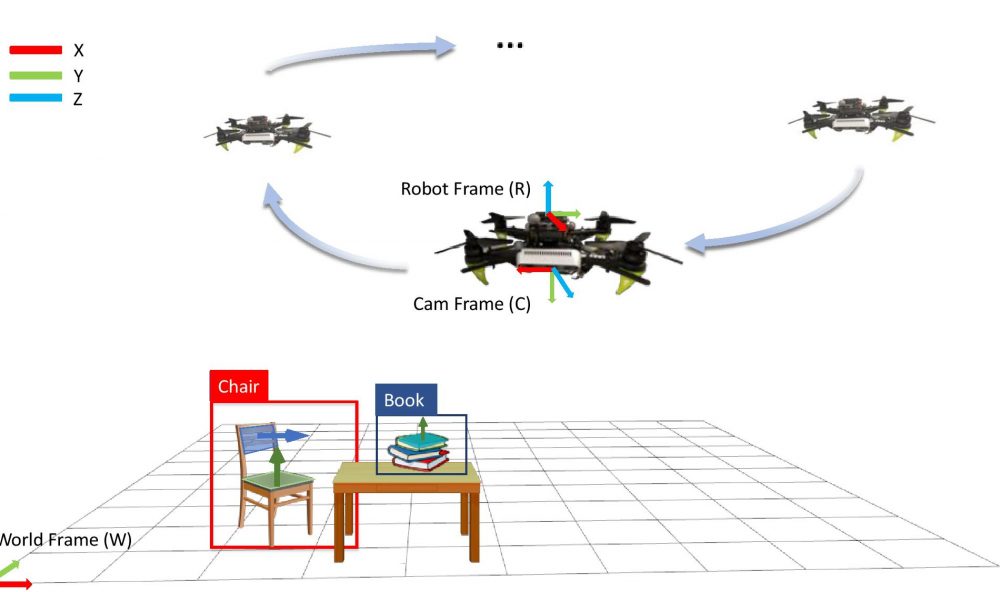 X
Y
Z
...
Robot Frame (R)
Cam Frame (C)
Chair
Book
World Frame (W)